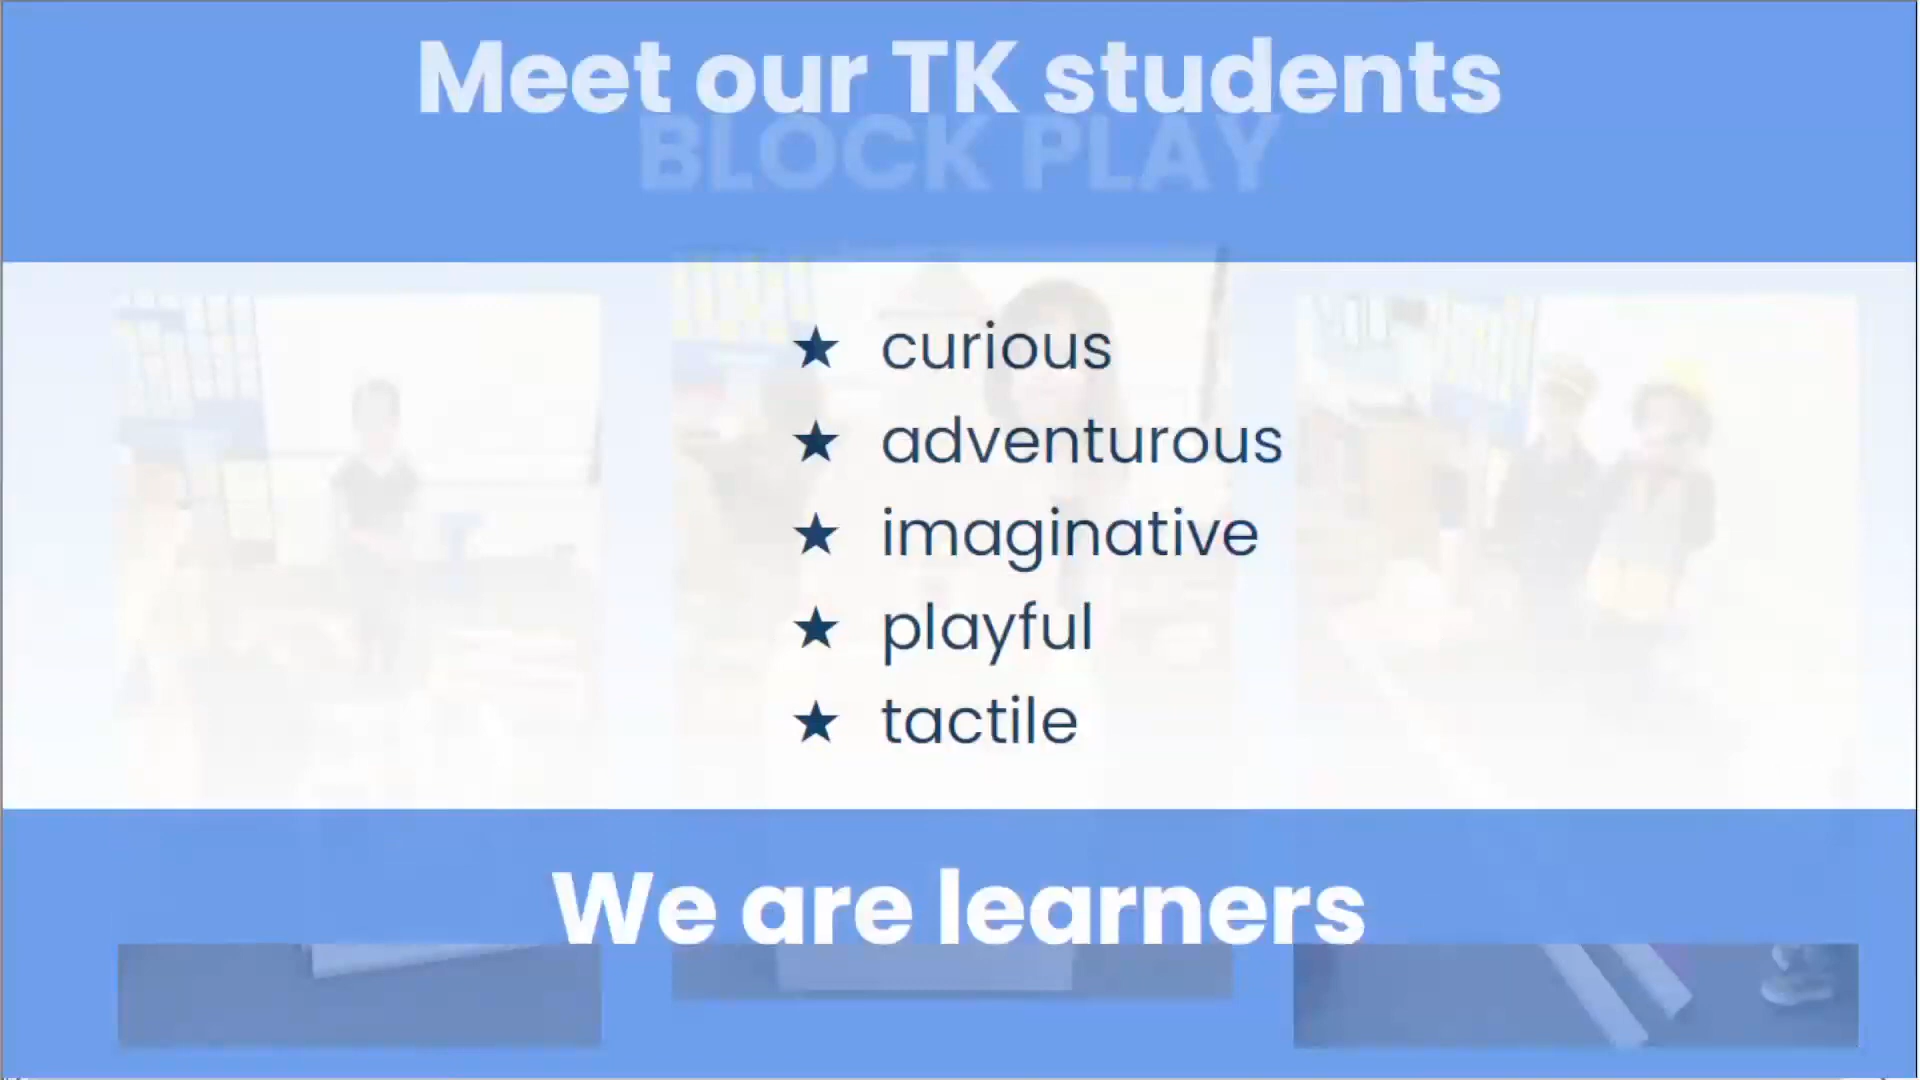 Meet our TK students
BLOCK PLAY
★ curious
★ adventurous
★ imaginative
★ playful
★ tactile
We are learners